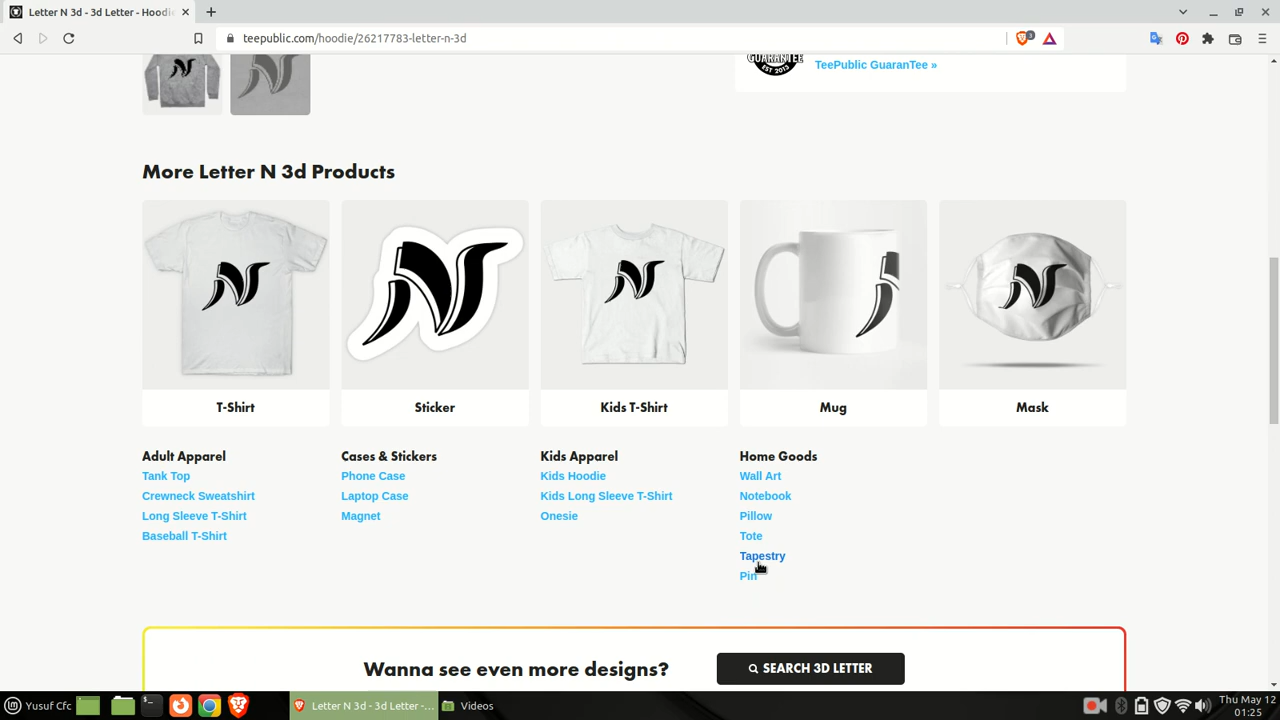 Letter N 3d - 3d Letter - Hoodie
teepublic.com/hoodie/26217783-letter-n-3d
3
GUARANTEE
EST 2013
TeePublic GuaranTee »
More Letter N 3d Products
T-Shirt
Sticker
Kids T-Shirt
Mug
Mask
Adult Apparel
Tank Top
Crewneck Sweatshirt
Long Sleeve T-Shirt
Baseball T-Shirt
Cases & Stickers
Phone Case
Laptop Case
Magnet
Kids Apparel
Kids Hoodie
Kids Long Sleeve T-Shirt
Onesie
Home Goods
Wall Art
Notebook
Pillow
Tote
Tapestry
Pin
Wanna see even more designs?
SEARCH 3D LETTER
Yusuf Cfc
Letter N 3d - 3d Letter -...
Videos
Thu May 12
01:25